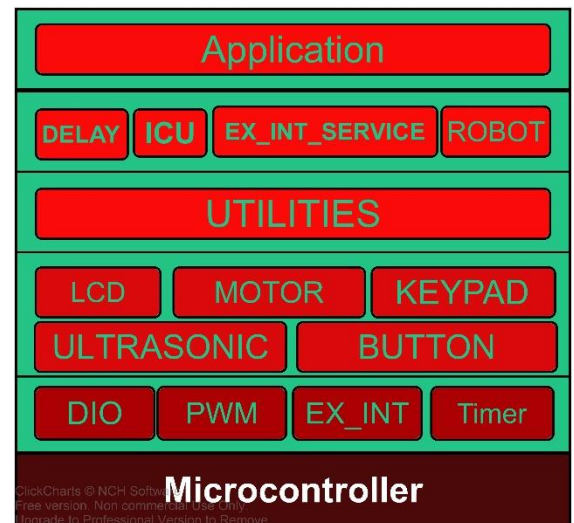 Application
DELAY ICU EX_INT_SERVICE ROBOT
UTILITIES
LCD MOTOR KEYPAD
ULTRASONIC BUTTON
DIO PWM EX_INT Timer
Microcontroller
ClickCharts © NCH Softw
Free version. Non commercial Use Only.
Upgrade to Professional Version to Remove